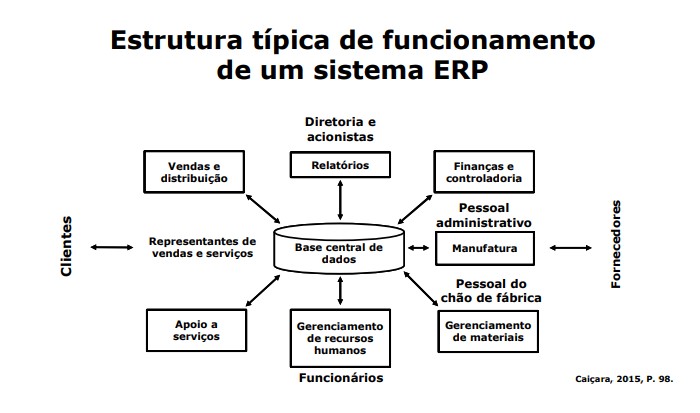 Estrutura típica de funcionamento
de um sistema ERP
Diretoria e
acionistas
Vendas e
distribuição
Relatórios
Finanças e
controladoria
Clientes
Representantes de
vendas e serviços
Base central de
dados
Pessoal
administrativo
Manufatura
Fornecedores
Pessoal do
chão de fábrica
Apoio a
serviços
Gerenciamento
de recursos
humanos
Gerenciamento
de materiais
Funcionários
Caiçara, 2015, P. 98.